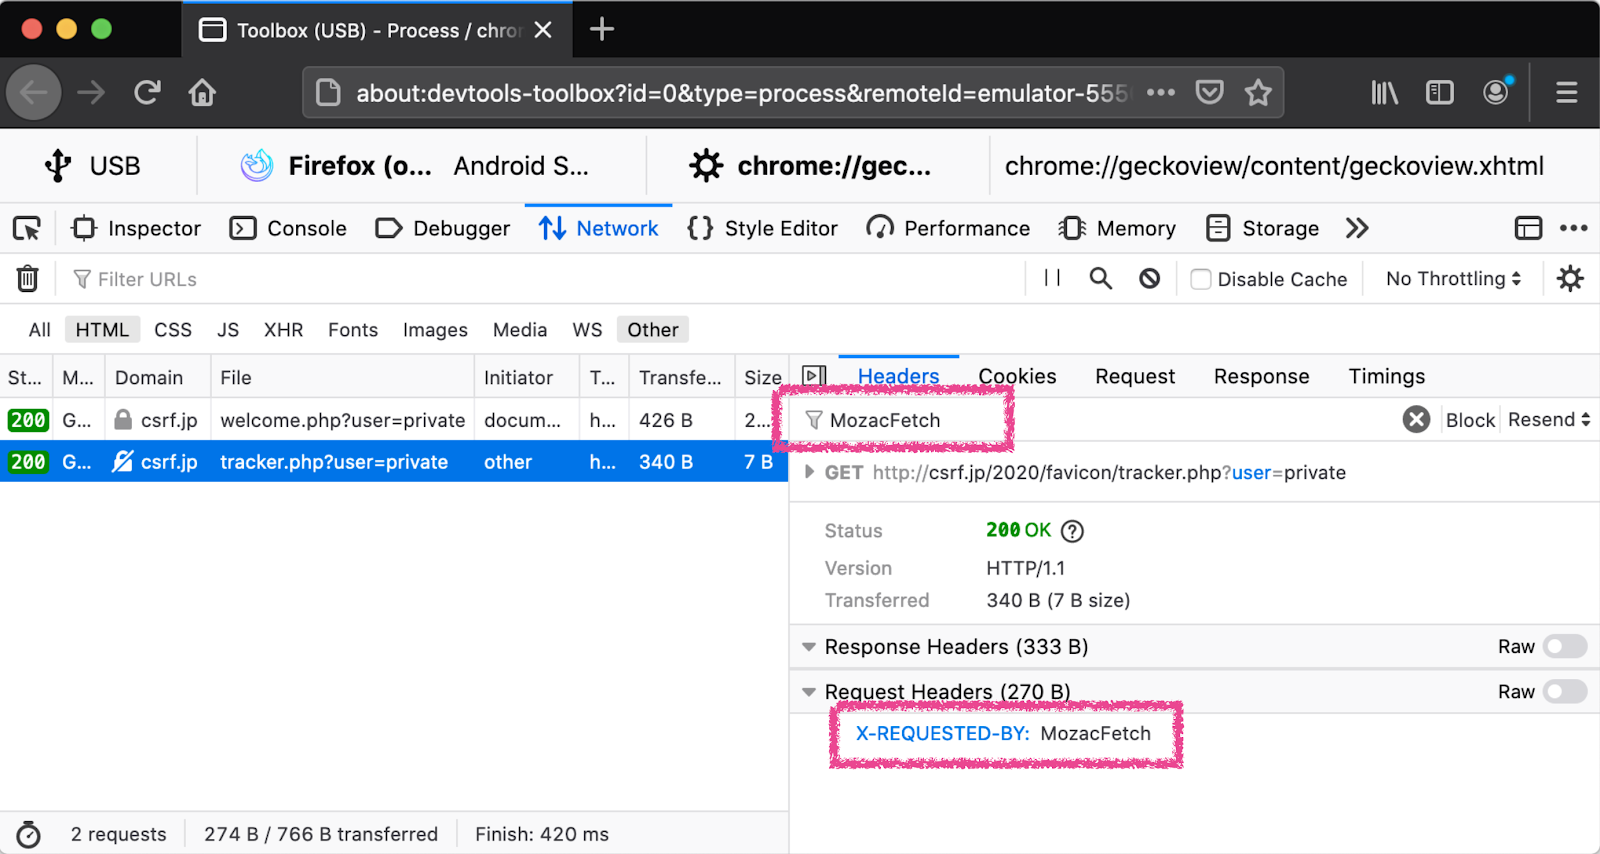 Toolbox (USB) - Process / chror
about:devtools-toolbox?id=0&type=process&remoteId=emulator-555
USB Firefox (o... Android S... chrome://gec... chrome://geckoview/content/geckoview.xhtml
Inspector Console Debugger Network Style Editor Performance Memory Storage
Filter URLs Disable Cache No Throttling
All HTML CSS JS XHR Fonts Images Media WS Other
St... M... Domain File Initiator T... Transfe... Size Headers Cookies Request Response Timings
200 G... csrf.jp welcome.php?user=private docum... h... 426 B 2... MozacFetch Block Resend
200 G... csrf.jp tracker.php?user=private other h... 340 B 7 B
GET http://csrf.jp/2020/favicon/tracker.php?user=private
Status 200 OK
Version HTTP/1.1
Transferred 340 B (7 B size)
Response Headers (333 B) Raw
Request Headers (270 B) Raw
X-REQUESTED-BY: MozacFetch
2 requests 274 B / 766 B transferred Finish: 420 ms